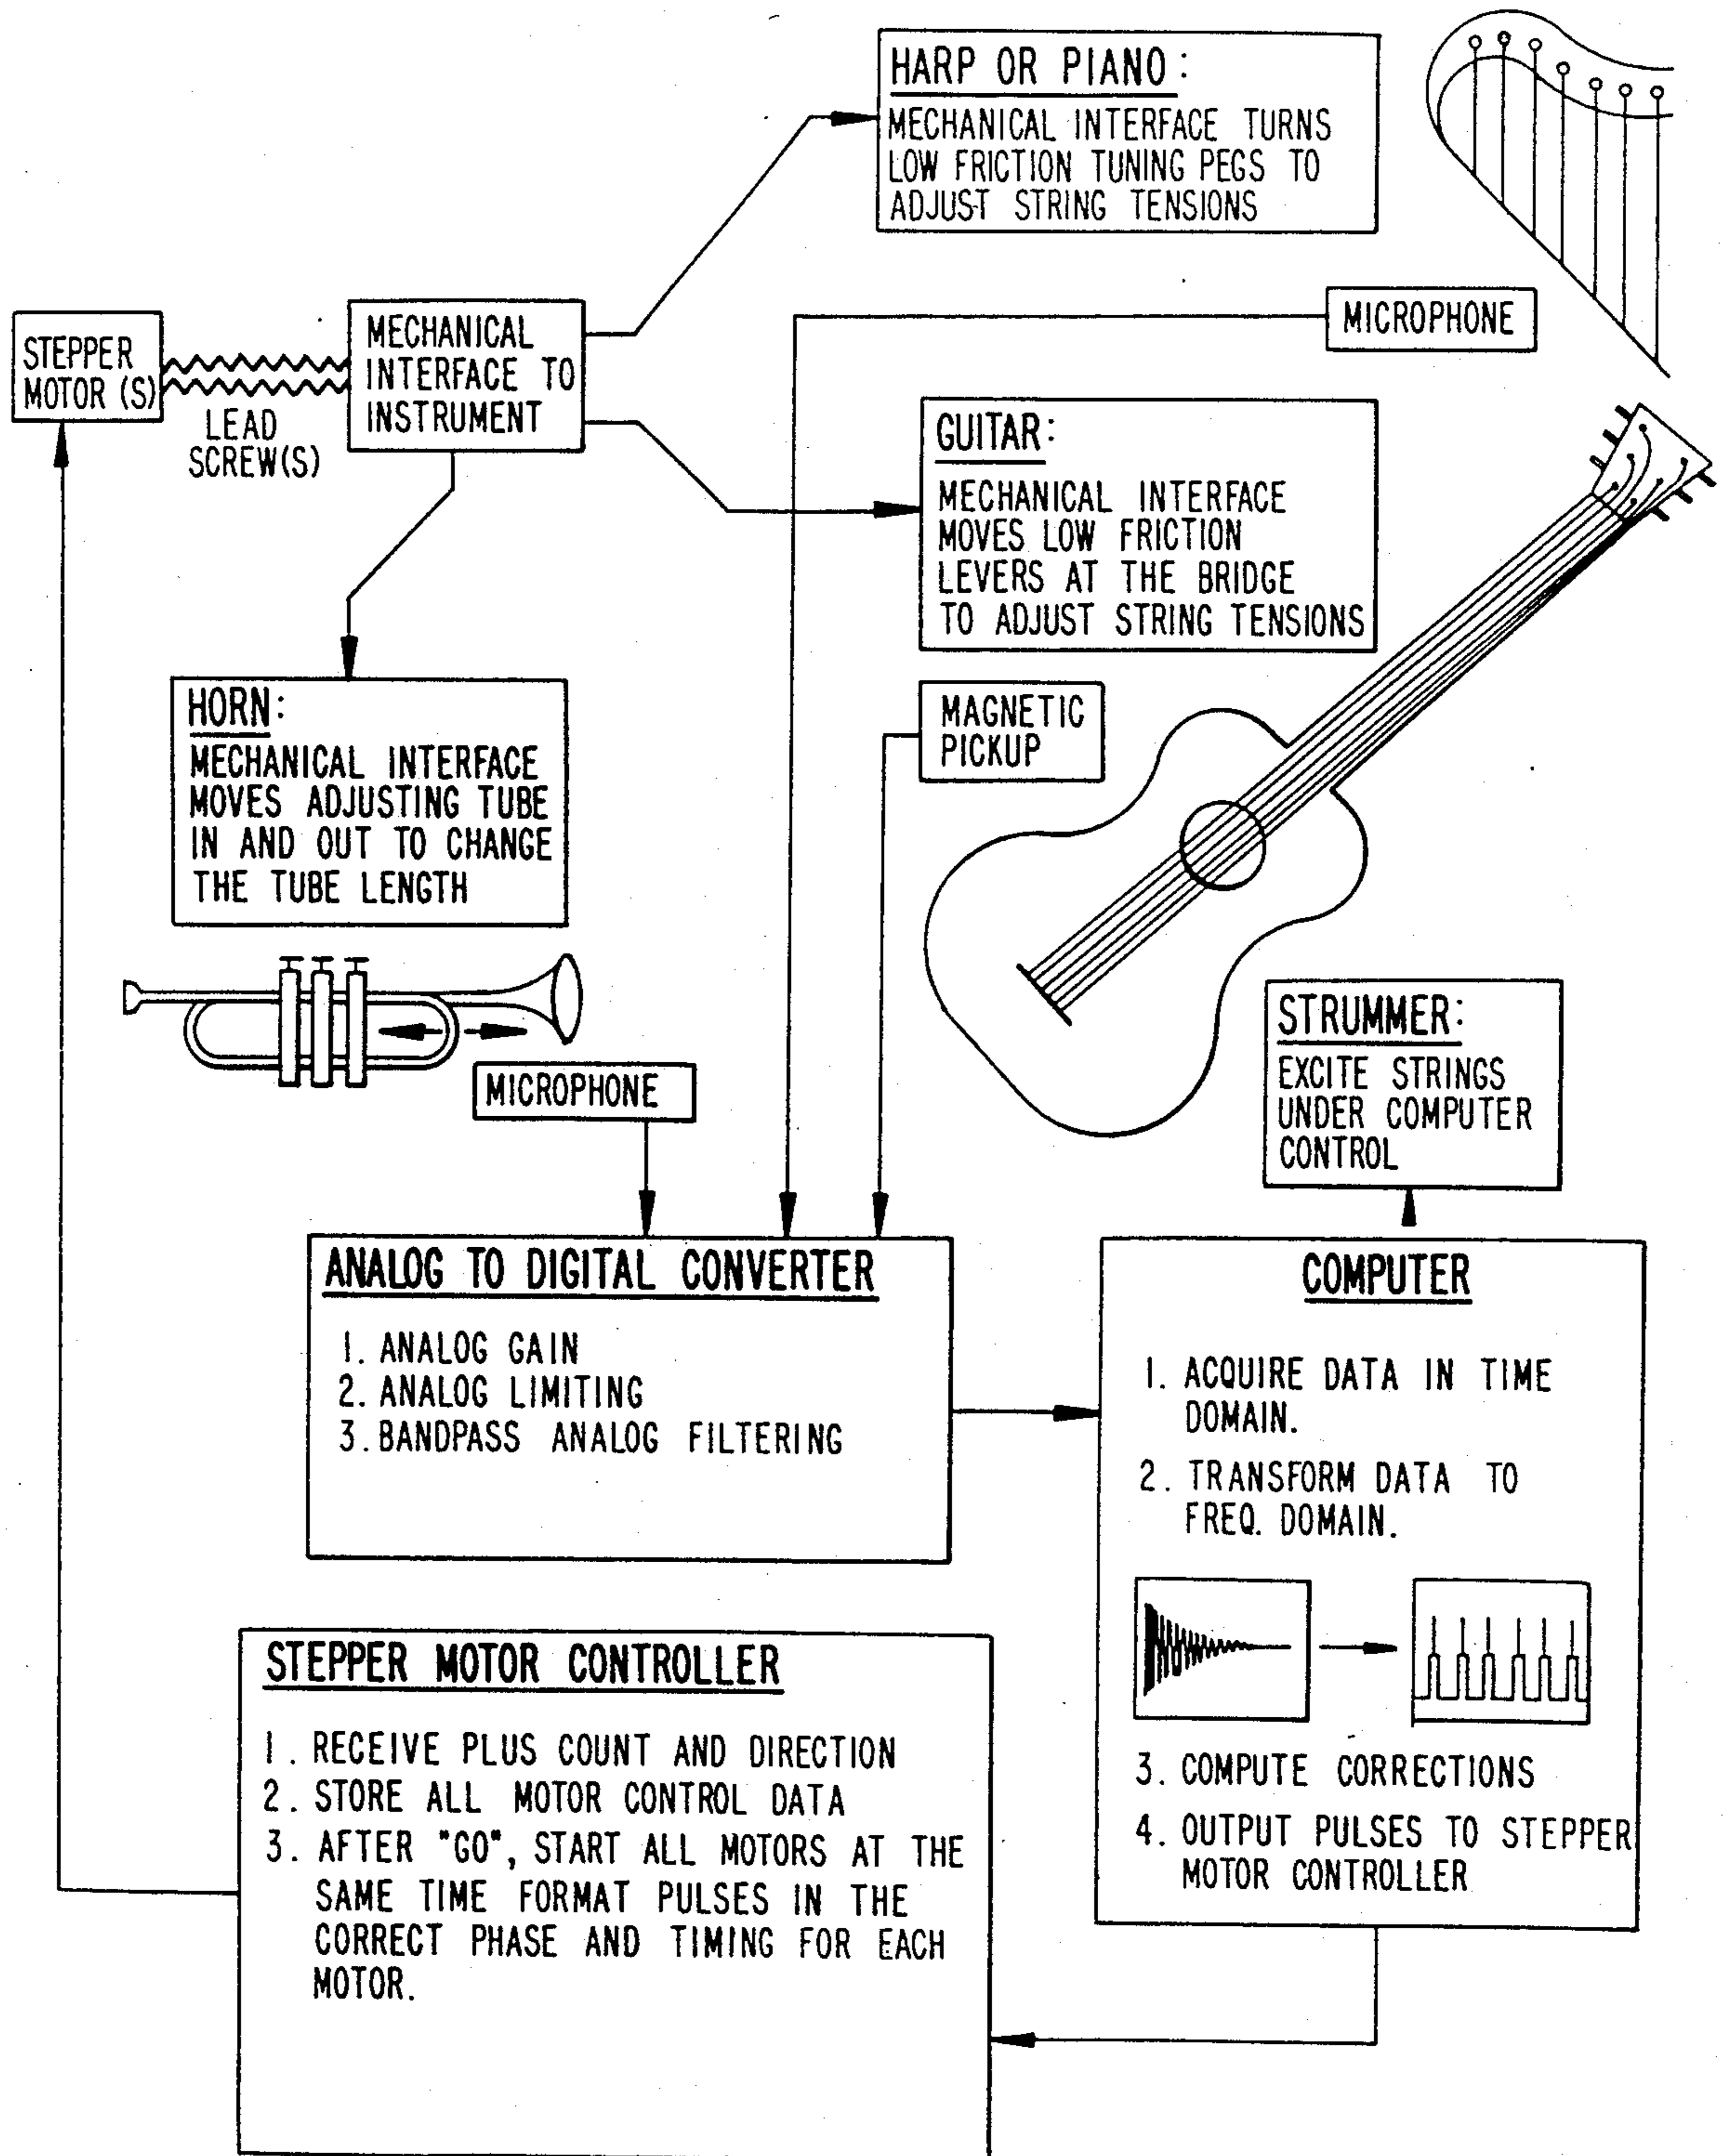 HARP OR PIANO:
MECHANICAL INTERFACE TURNS
LOW FRICTION TUNING PEGS TO
ADJUST STRING TENSIONS
MICROPHONE
STEPPER
MOTOR (S)
LEAD
SCREW(S)
MECHANICAL
INTERFACE TO
INSTRUMENT
GUITAR:
MECHANICAL INTERFACE
MOVES LOW FRICTION
LEVERS AT THE BRIDGE
TO ADJUST STRING TENSIONS
HORN:
MECHANICAL INTERFACE
MOVES ADJUSTING TUBE
IN AND OUT TO CHANGE
THE TUBE LENGTH
MAGNETIC
PICKUP
MICROPHONE
STRUMMER:
EXCITE STRINGS
UNDER COMPUTER
CONTROL
ANALOG TO DIGITAL CONVERTER
1. ANALOG GAIN
2. ANALOG LIMITING
3. BANDPASS ANALOG FILTERING
COMPUTER
1. ACQUIRE DATA IN TIME
DOMAIN.
2. TRANSFORM DATA TO
FREQ. DOMAIN.
3. COMPUTE CORRECTIONS
4. OUTPUT PULSES TO STEPPER
MOTOR CONTROLLER
STEPPER MOTOR CONTROLLER
1. RECEIVE PLUS COUNT AND DIRECTION
2. STORE ALL MOTOR CONTROL DATA
3. AFTER "GO", START ALL MOTORS AT THE
SAME TIME FORMAT PULSES IN THE
CORRECT PHASE AND TIMING FOR EACH
MOTOR.